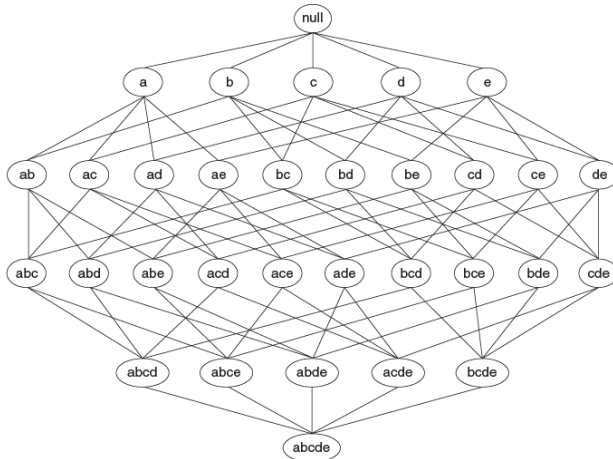 null
a b c d e
ab ac ad ae bc bd be cd ce de
abc abd abe acd ace ade bcd bce bde cde
abcd abce abde acde bcde
abcde